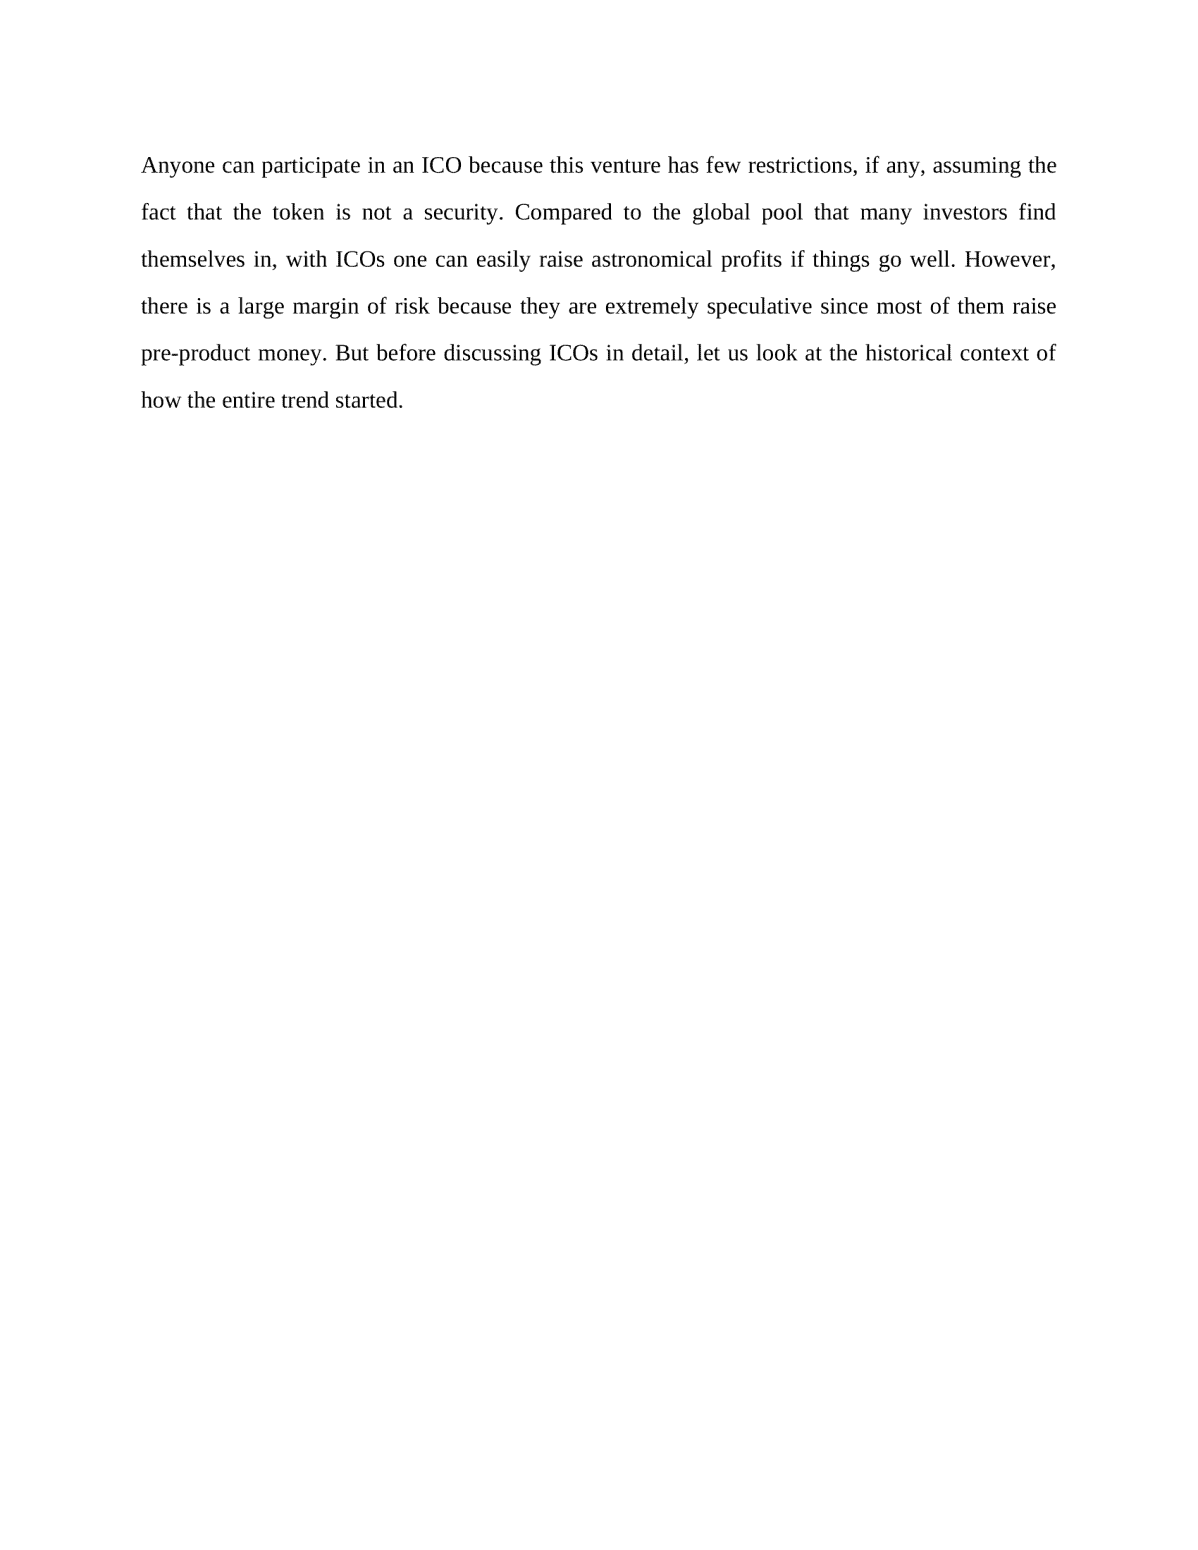 Anyone can participate in an ICO because this venture has few restrictions, if any, assuming the
fact that the token is not a security. Compared to the global pool that many investors find
themselves in, with ICOs one can easily raise astronomical profits if things go well. However,
there is a large margin of risk because they are extremely speculative since most of them raise
pre-product money. But before discussing ICOs in detail, let us look at the historical context of
how the entire trend started.